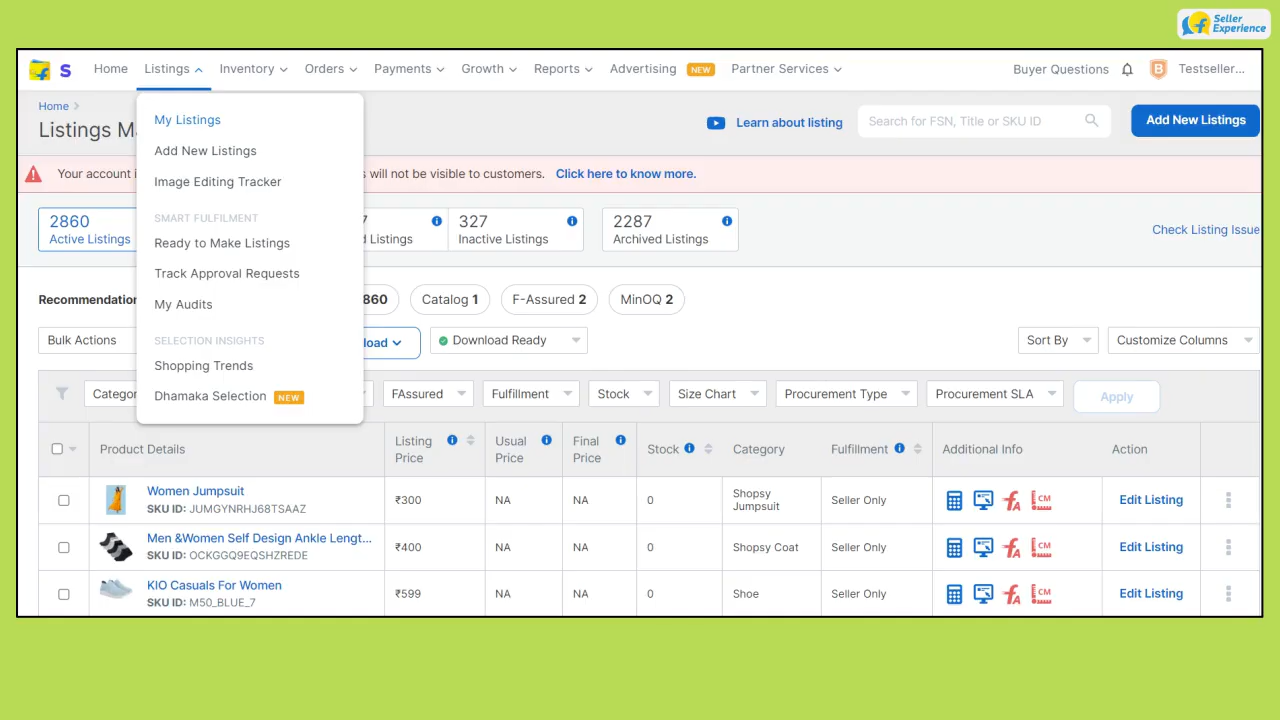 Seller
Experience
Home Listings Inventory Orders Payments Growth Reports Advertising NEW Partner Services Buyer Questions Testseller...
Home
Listings M
My Listings
Add New Listings
Image Editing Tracker
SMART FULFILMENT
Ready to Make Listings
Track Approval Requests
My Audits
SELECTION INSIGHTS
Shopping Trends
Dhamaka Selection NEW
Learn about listing Search for FSN, Title or SKU ID Add New Listings
Your account will not be visible to customers. Click here to know more.
2860
Active Listings
Listings
327
Inactive Listings
2287
Archived Listings
Check Listing Issue
Recommendation 860 Catalog 1 F-Assured 2 MinOQ 2
Bulk Actions load Download Ready Sort By Customize Columns
Categor FAssured Fulfillment Stock Size Chart Procurement Type Procurement SLA Apply
Product Details Listing Price Usual Price Final Price Stock Category Fulfillment Additional Info Action
Women Jumpsuit
SKU ID: JUMGYNRHJ68TSAAZ
₹300 NA NA 0 Shopsy Jumpsuit Seller Only CM Edit Listing
Men &Women Self Design Ankle Lengt...
SKU ID: OCKGGQ9EQSHZREDE
₹400 NA NA 0 Shopsy Coat Seller Only CM Edit Listing
KIO Casuals For Women
SKU ID: M50_BLUE_7
₹599 NA NA 0 Shoe Seller Only CM Edit Listing